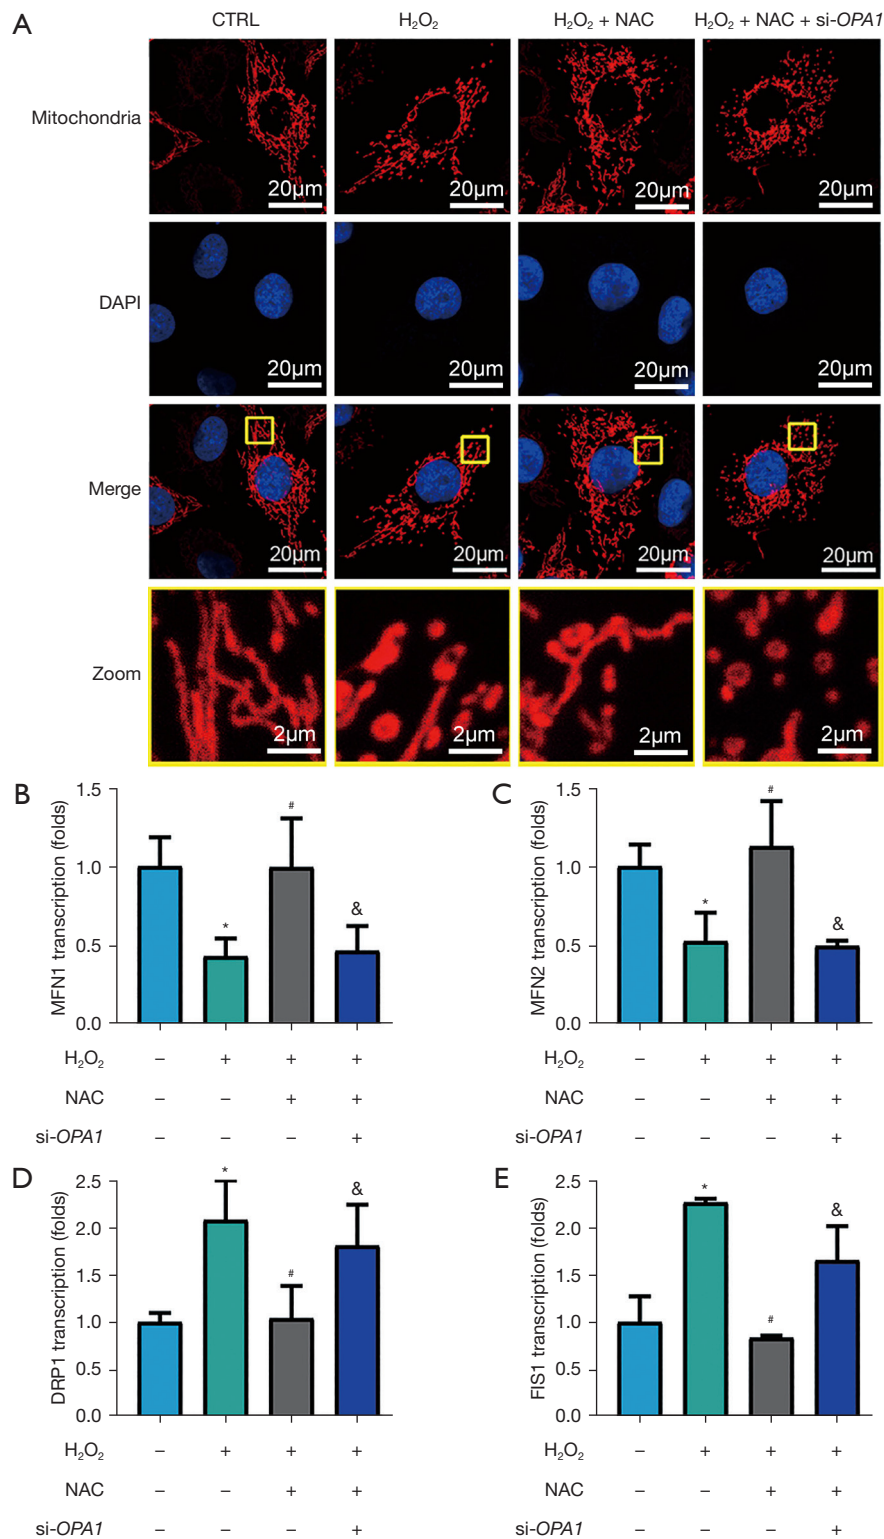 A
CTRL
H₂O₂
H₂O₂ + NAC
H₂O₂ + NAC + si-OPA1
Mitochondria
20μm
20μm
20μm
20μm
DAPI
20μm
20μm
20μm
20μm
Merge
20μm
20μm
20μm
20μm
Zoom
2μm
2μm
2μm
2μm
B
MFN1 transcription (folds)
1.5
1.0
0.5
0.0
*
#
&
H₂O₂ – + + +
NAC – – + +
si-OPA1 – – – +
C
MFN2 transcription (folds)
1.5
1.0
0.5
0.0
*
#
&
H₂O₂ – + + +
NAC – – + +
si-OPA1 – – – +
D
DRP1 transcription (folds)
2.5
2.0
1.5
1.0
0.5
0.0
*
#
&
H₂O₂ – + + +
NAC – – + +
si-OPA1 – – – +
E
FIS1 transcription (folds)
2.5
2.0
1.5
1.0
0.5
0.0
*
#
&
H₂O₂ – + + +
NAC – – + +
si-OPA1 – – – +